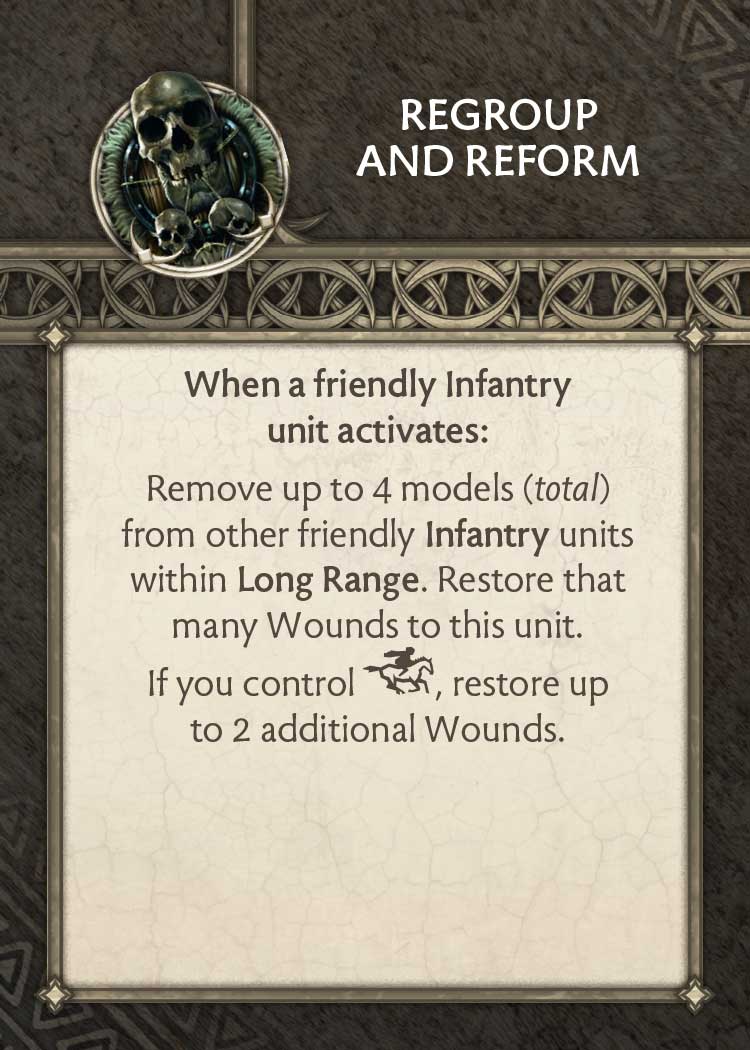 REGROUP
AND REFORM
When a friendly Infantry
unit activates:
Remove up to 4 models (total)
from other friendly Infantry units
within Long Range. Restore that
many Wounds to this unit.
If you control , restore up
to 2 additional Wounds.